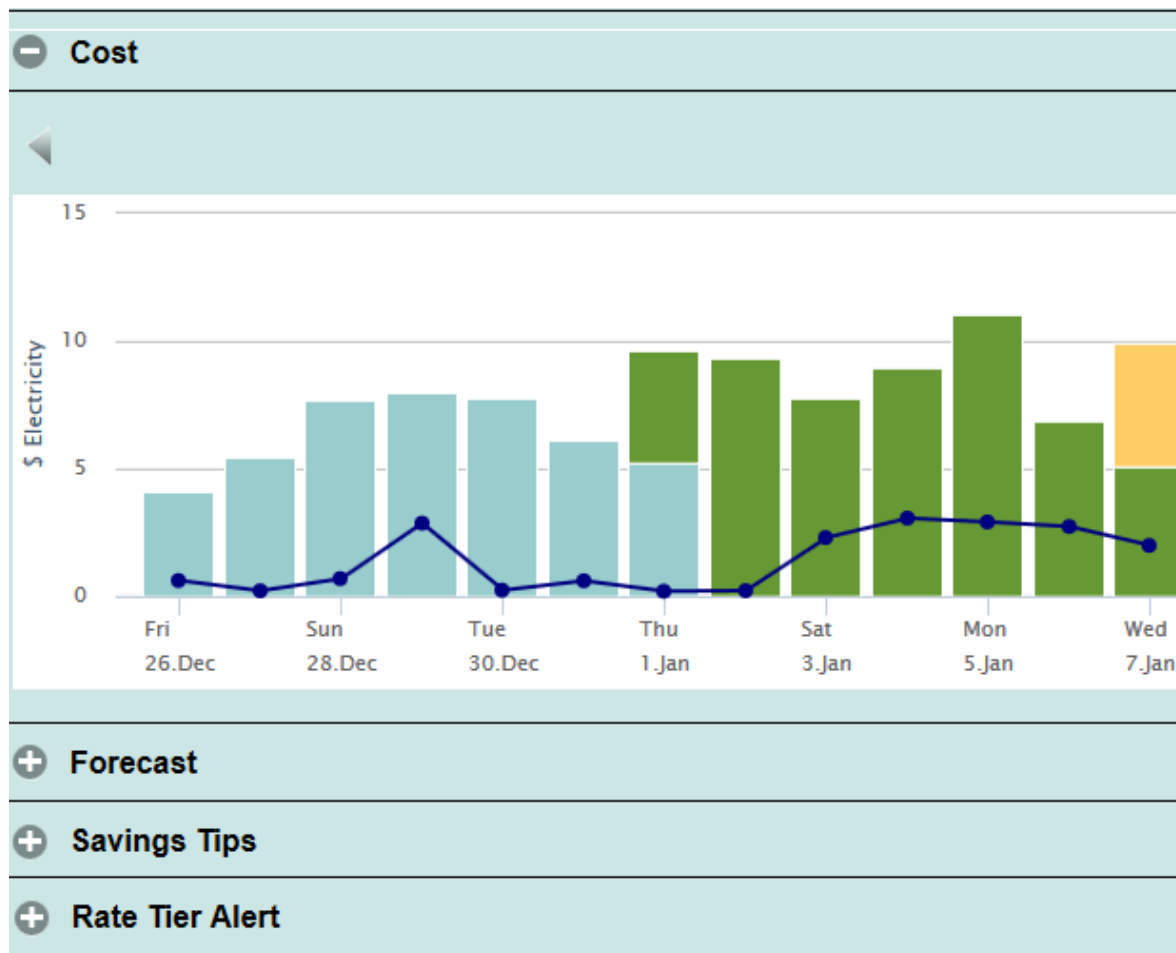 Cost
15
10
5
0
$ Electricity
Fri Sun Tue Thu Sat Mon Wed
26.Dec 28.Dec 30.Dec 1.Jan 3.Jan 5.Jan 7.Jan
Forecast
Savings Tips
Rate Tier Alert